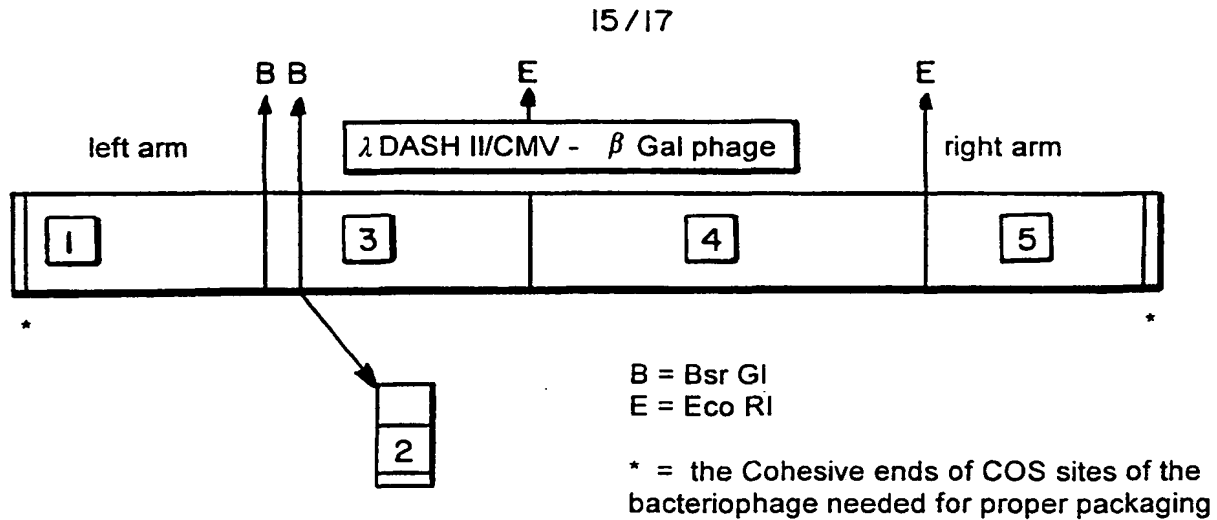 15/17
B B E E
left arm
λ DASH II/CMV - β Gal phage
right arm
1 3 4 5
* *
2
B = Bsr GI
E = Eco RI
* = the Cohesive ends of COS sites of the
bacteriophage needed for proper packaging